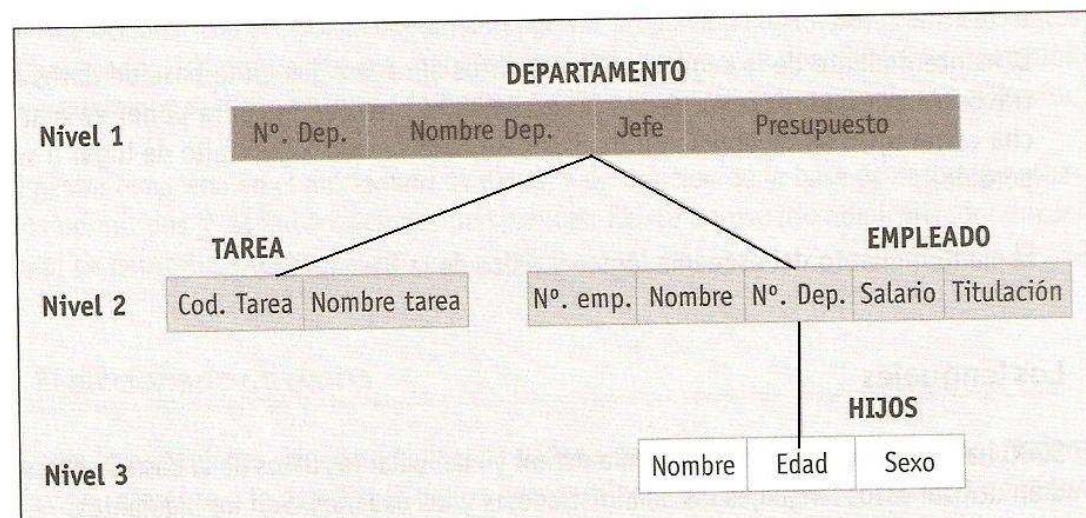 DEPARTAMENTO
Nivel 1
Nº. Dep. Nombre Dep. Jefe Presupuesto
TAREA
EMPLEADO
Nivel 2
Cod. Tarea Nombre tarea
Nº. emp. Nombre Nº. Dep. Salario Titulación
HIJOS
Nivel 3
Nombre Edad Sexo